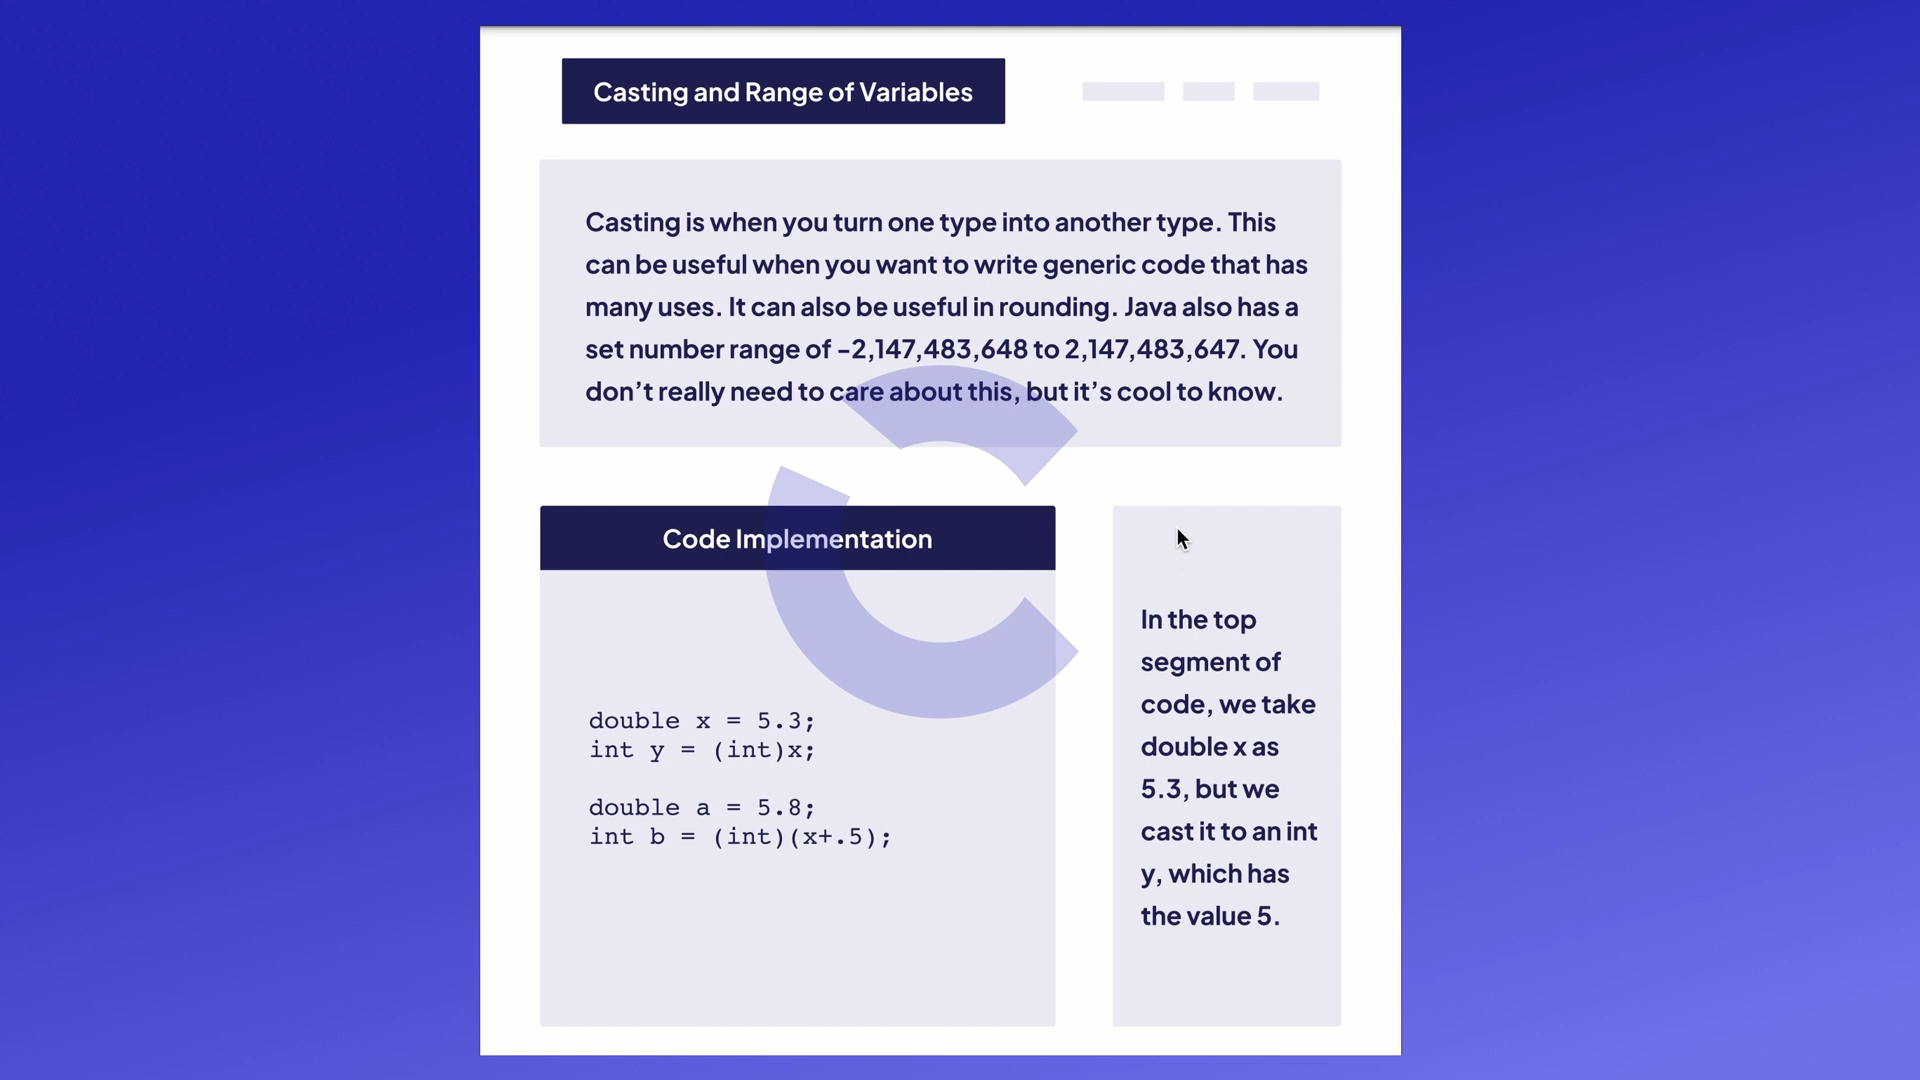 Casting and Range of Variables
Casting is when you turn one type into another type. This
can be useful when you want to write generic code that has
many uses. It can also be useful in rounding. Java also has a
set number range of -2,147,483,648 to 2,147,483,647. You
don’t really need to care about this, but it’s cool to know.
Code Implementation
double x = 5.3;
int y = (int)x;
double a = 5.8;
int b = (int)(x+.5);
In the top
segment of
code, we take
double x as
5.3, but we
cast it to an int
y, which has
the value 5.